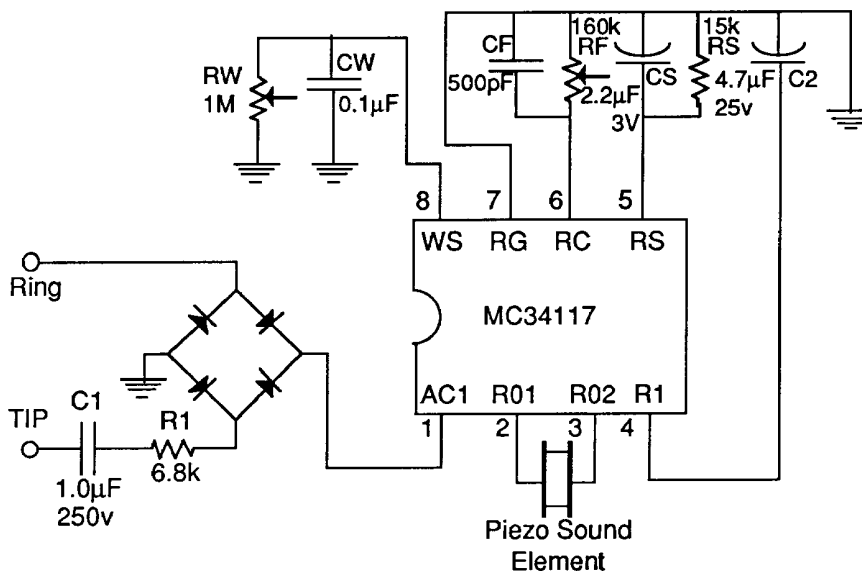 160k
15k
CF
RF
RS
500pF
2.2µF
3V
CS
4.7µF
25v
C2
RW
1M
CW
0.1µF
8
7
6
5
WS
RG
RC
RS
Ring
MC34117
TIP
C1
R1
1.0µF
250v
6.8k
AC1
R01
R02
R1
1
2
3
4
Piezo Sound
Element